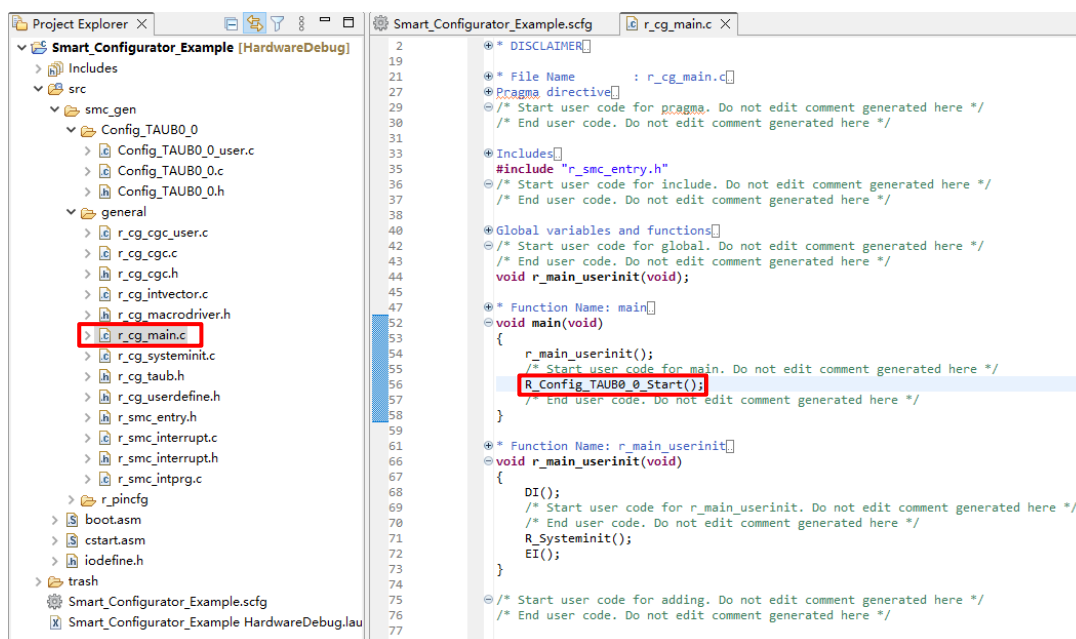 Project Explorer
Smart_Configurator_Example [HardwareDebug]
Includes
src
smc_gen
Config_TAUB0_0
Config_TAUB0_0_user.c
Config_TAUB0_0.c
Config_TAUB0_0.h
general
r_cg_cgc_user.c
r_cg_cgc.c
r_cg_cgc.h
r_cg_intvector.c
r_cg_macrodriver.h
r_cg_main.c
r_cg_systeminit.c
r_cg_taub.h
r_cg_userdefine.h
r_smc_entry.h
r_smc_interrupt.c
r_smc_interrupt.h
r_smc_intprg.c
r_pincfg
boot.asm
cstart.asm
iodefine.h
trash
Smart_Configurator_Example.scfg
Smart_Configurator_Example HardwareDebug.lau
Smart_Configurator_Example.scfg
r_cg_main.c
2 * DISCLAIMER
19
21 * File Name : r_cg_main.c
27 Pragma directive
29 /* Start user code for pragma. Do not edit comment generated here */
30 /* End user code. Do not edit comment generated here */
31
33 Includes
35 #include "r_smc_entry.h"
36 /* Start user code for include. Do not edit comment generated here */
37 /* End user code. Do not edit comment generated here */
38
40 Global variables and functions
42 /* Start user code for global. Do not edit comment generated here */
43 /* End user code. Do not edit comment generated here */
44 void r_main_userinit(void);
45
47 * Function Name: main
52 void main(void)
53 {
54 r_main_userinit();
55 /* Start user code for main. Do not edit comment generated here */
56 R_Config_TAUB0_0_Start();
57 /* End user code. Do not edit comment generated here */
58 }
59
61 * Function Name: r_main_userinit
66 void r_main_userinit(void)
67 {
68 DI();
69 /* Start user code for r_main_userinit. Do not edit comment generated here */
70 /* End user code. Do not edit comment generated here */
71 R_Systeminit();
72 EI();
73 }
74
75 /* Start user code for adding. Do not edit comment generated here */
76 /* End user code. Do not edit comment generated here */
77